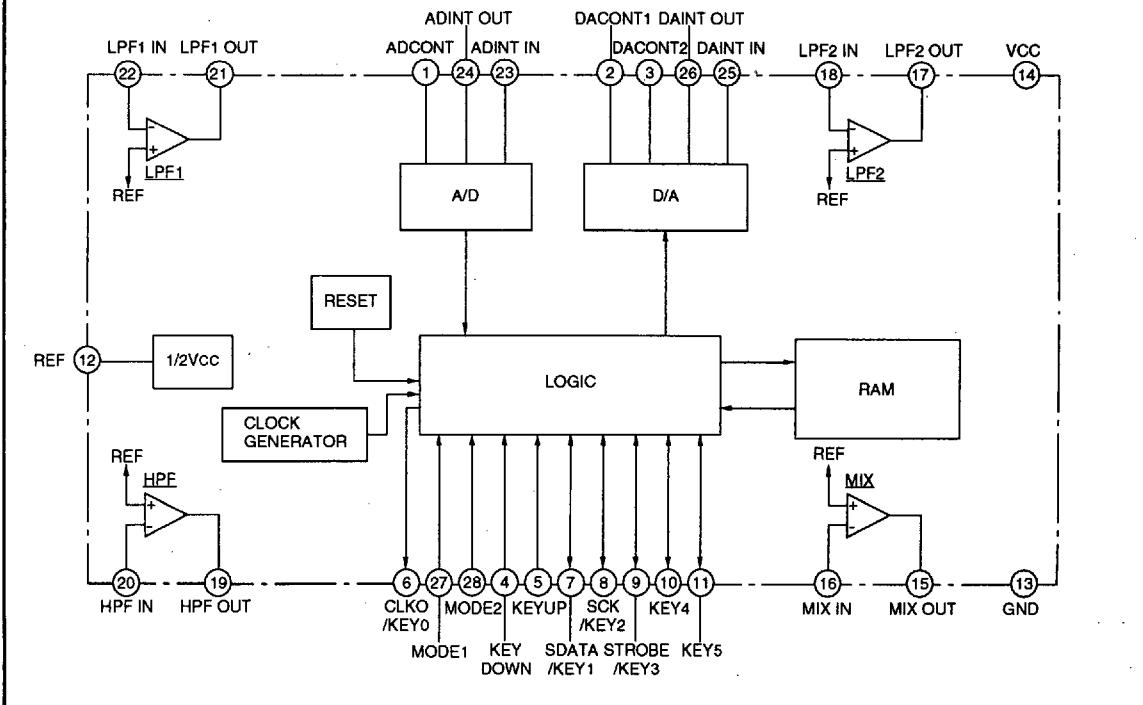 ADINT OUT
DACONT1 DAINT OUT
LPF1 IN LPF1 OUT
ADCONT ADINT IN
DACONT2 DAINT IN
LPF2 IN LPF2 OUT
VCC
22
21
1
24
23
2
3
26
25
18
17
14
-
+
LPF1
REF
A/D
D/A
-
+
LPF2
REF
RESET
REF
12
1/2VCC
LOGIC
RAM
CLOCK
GENERATOR
REF
HPF
+
-
REF
MIX
+
-
20
19
6
27
28
4
5
7
8
9
10
11
16
15
13
HPF IN
HPF OUT
CLKO
/KEY0
MODE2
KEYUP
SCK
/KEY2
KEY4
MIX IN
MIX OUT
GND
MODE1
KEY
DOWN
SDATA
/KEY1
STROBE
/KEY3
KEY5